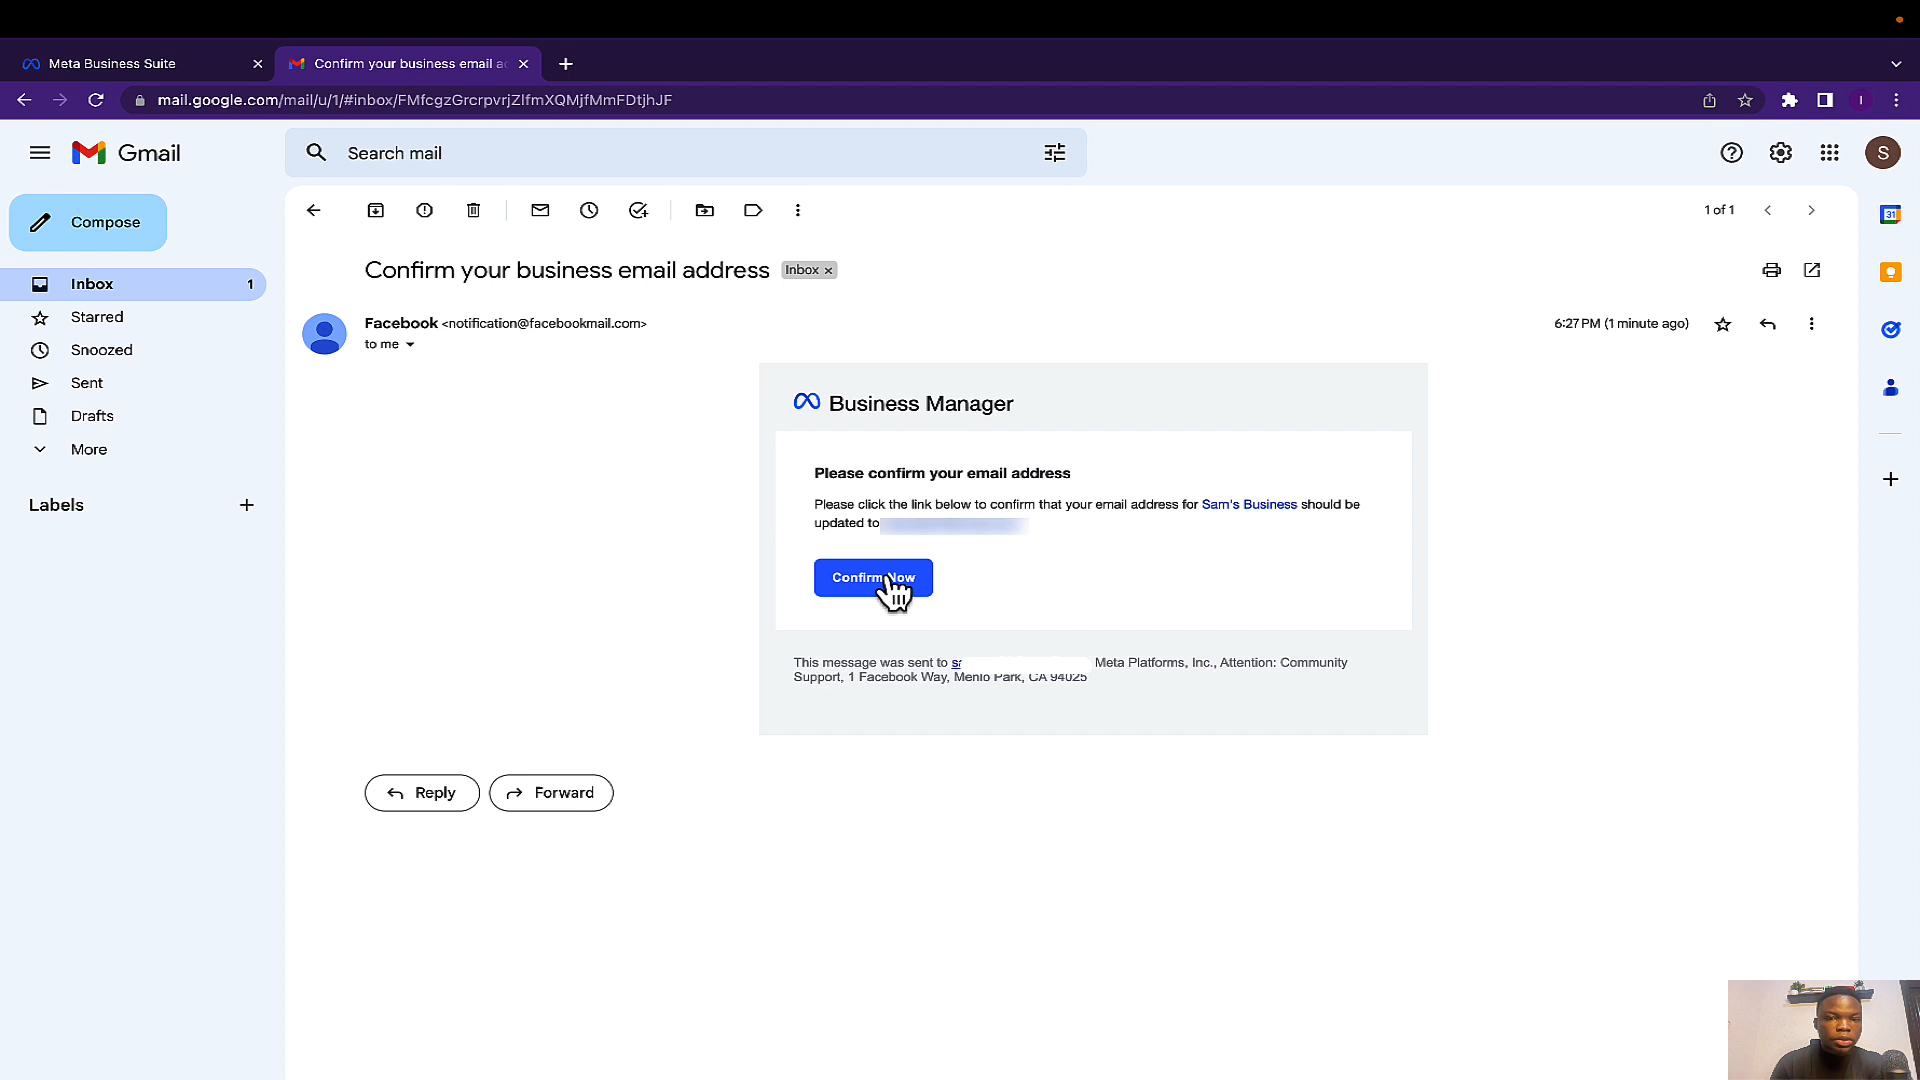 Meta Business Suite
Confirm your business email a
mail.google.com/mail/u/1/#inbox/FMfcgzGrcrpvrjZlfmXQMjfMmFDtjhJF
I
Gmail
Search mail
S
Compose
1 of 1
31
Confirm your business email address
Inbox ×
Inbox 1
Starred
Snoozed
Sent
Drafts
More
Labels
Facebook <notification@facebookmail.com>
6:27 PM (1 minute ago)
to me
Business Manager
Please confirm your email address
Please click the link below to confirm that your email address for Sam's Business should be
updated to
Confirm Now
This message was sent to Meta Platforms, Inc., Attention: Community
Support, 1 Facebook Way, Menlo Park, CA 94025
Reply
Forward